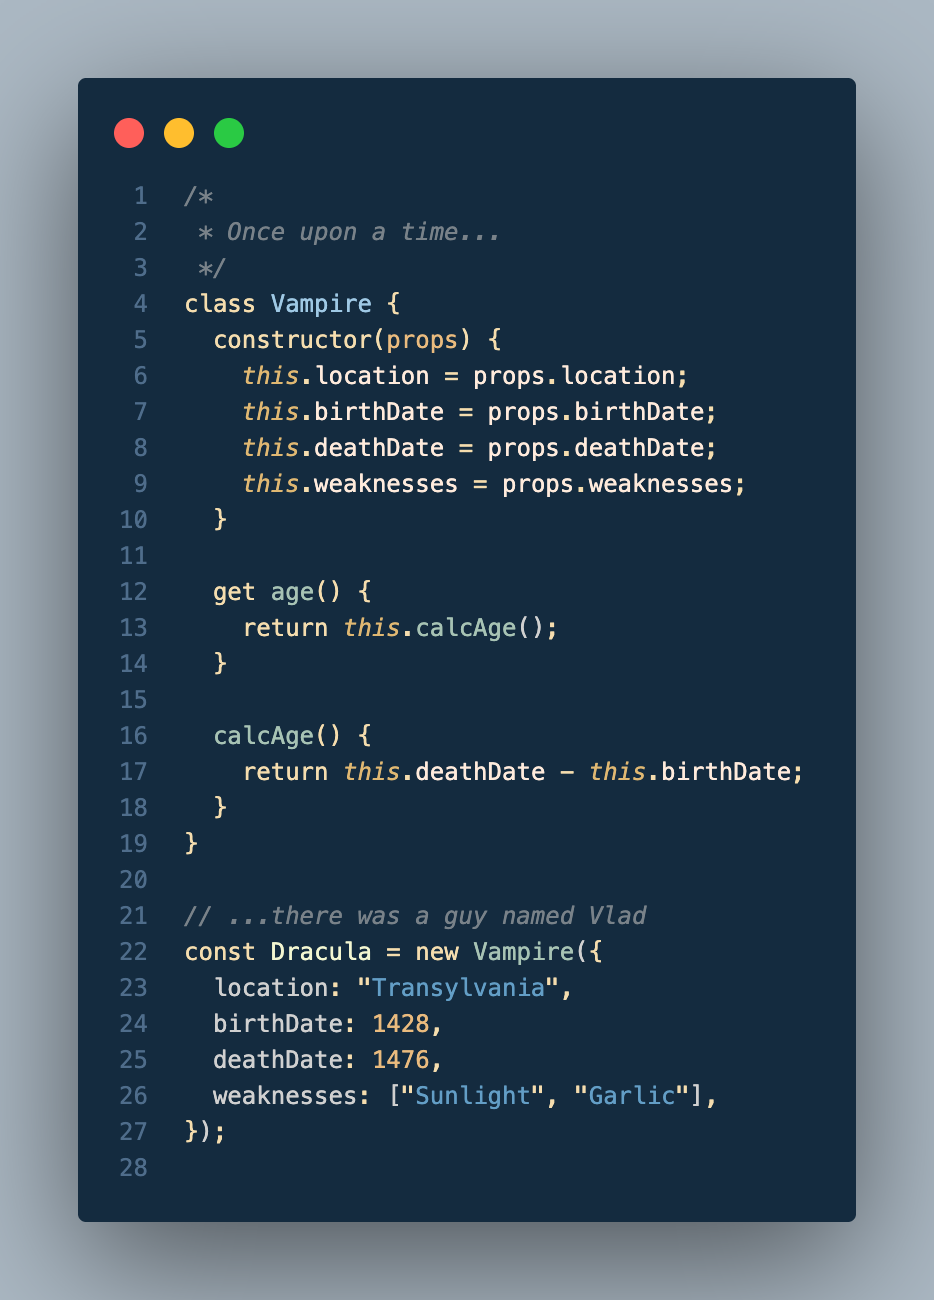 1 /*
2  * Once upon a time...
3  */
4 class Vampire {
5   constructor(props) {
6     this.location = props.location;
7     this.birthDate = props.birthDate;
8     this.deathDate = props.deathDate;
9     this.weaknesses = props.weaknesses;
10   }
11
12   get age() {
13     return this.calcAge();
14   }
15
16   calcAge() {
17     return this.deathDate - this.birthDate;
18   }
19 }
20
21 // ...there was a guy named Vlad
22 const Dracula = new Vampire({
23   location: "Transylvania",
24   birthDate: 1428,
25   deathDate: 1476,
26   weaknesses: ["Sunlight", "Garlic"],
27 });
28